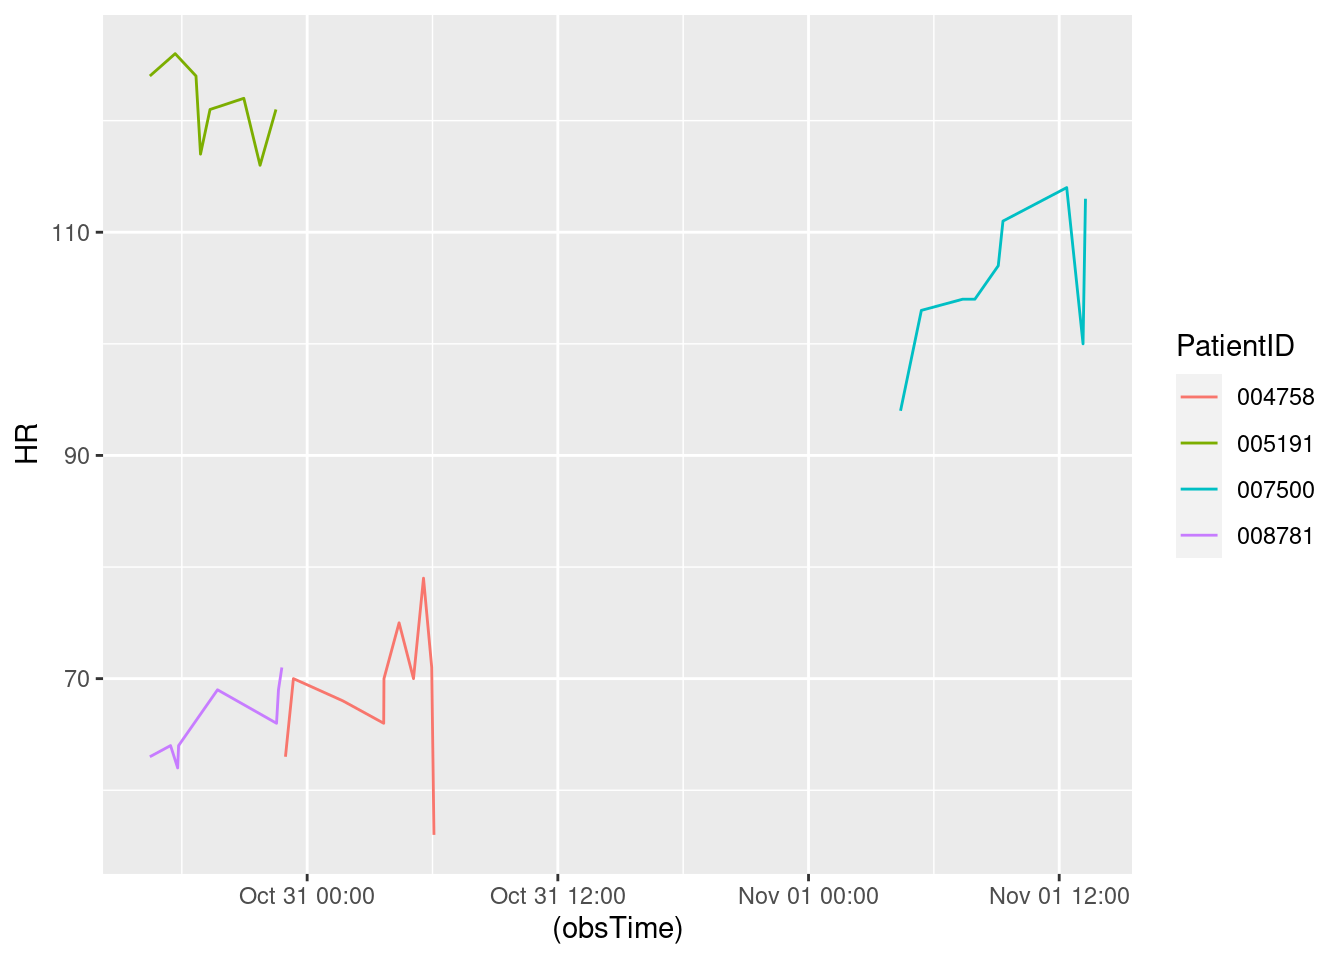 110
90
70
HR
Oct 31 00:00
Oct 31 12:00
Nov 01 00:00
Nov 01 12:00
(obsTime)
PatientID
004758
005191
007500
008781